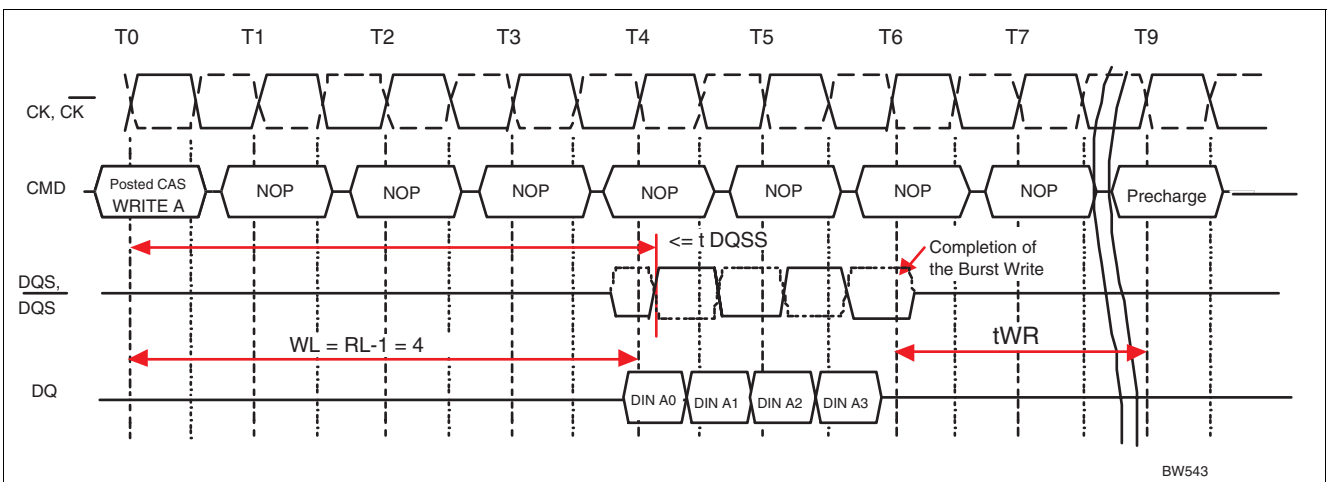 T0 T1 T2 T3 T4 T5 T6 T7 T9
CK, CK
CMD
Posted CAS
WRITE A
NOP NOP NOP NOP NOP NOP NOP Precharge
<= t DQSS
Completion of
the Burst Write
DQS,
DQS
WL = RL-1 = 4
tWR
DQ
DIN A0 DIN A1 DIN A2 DIN A3
BW543